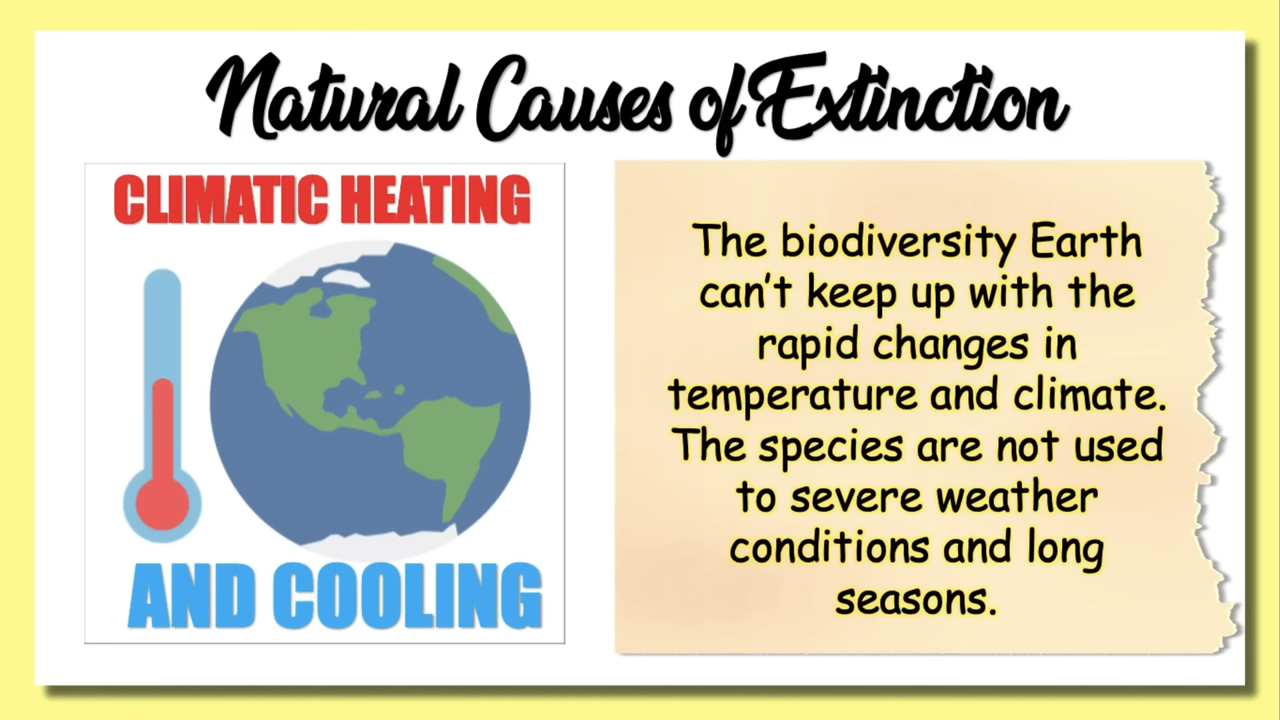 Natural Causes of Extinction
CLIMATIC HEATING
AND COOLING
The biodiversity Earth
can't keep up with the
rapid changes in
temperature and climate.
The species are not used
to severe weather
conditions and long
seasons.